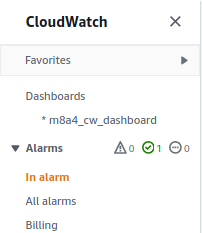 CloudWatch
Favorites
Dashboards
* m8a4_cw_dashboard
Alarms 0 1 0
In alarm
All alarms
Billing